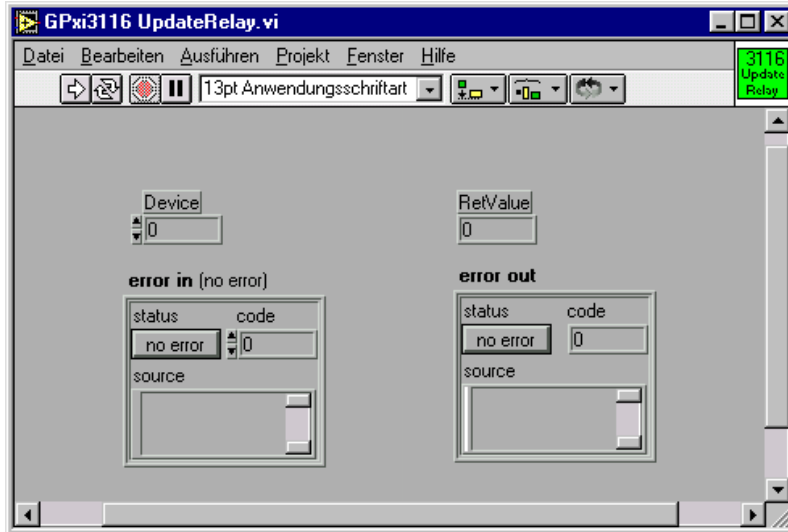 GPxi3116 UpdateRelay.vi
Datei Bearbeiten Ausführen Projekt Fenster Hilfe
3116
Update
Relay
13pt Anwendungsschriftart
Device
0
RetValue
0
error in (no error)
status code
no error 0
source
error out
status code
no error 0
source